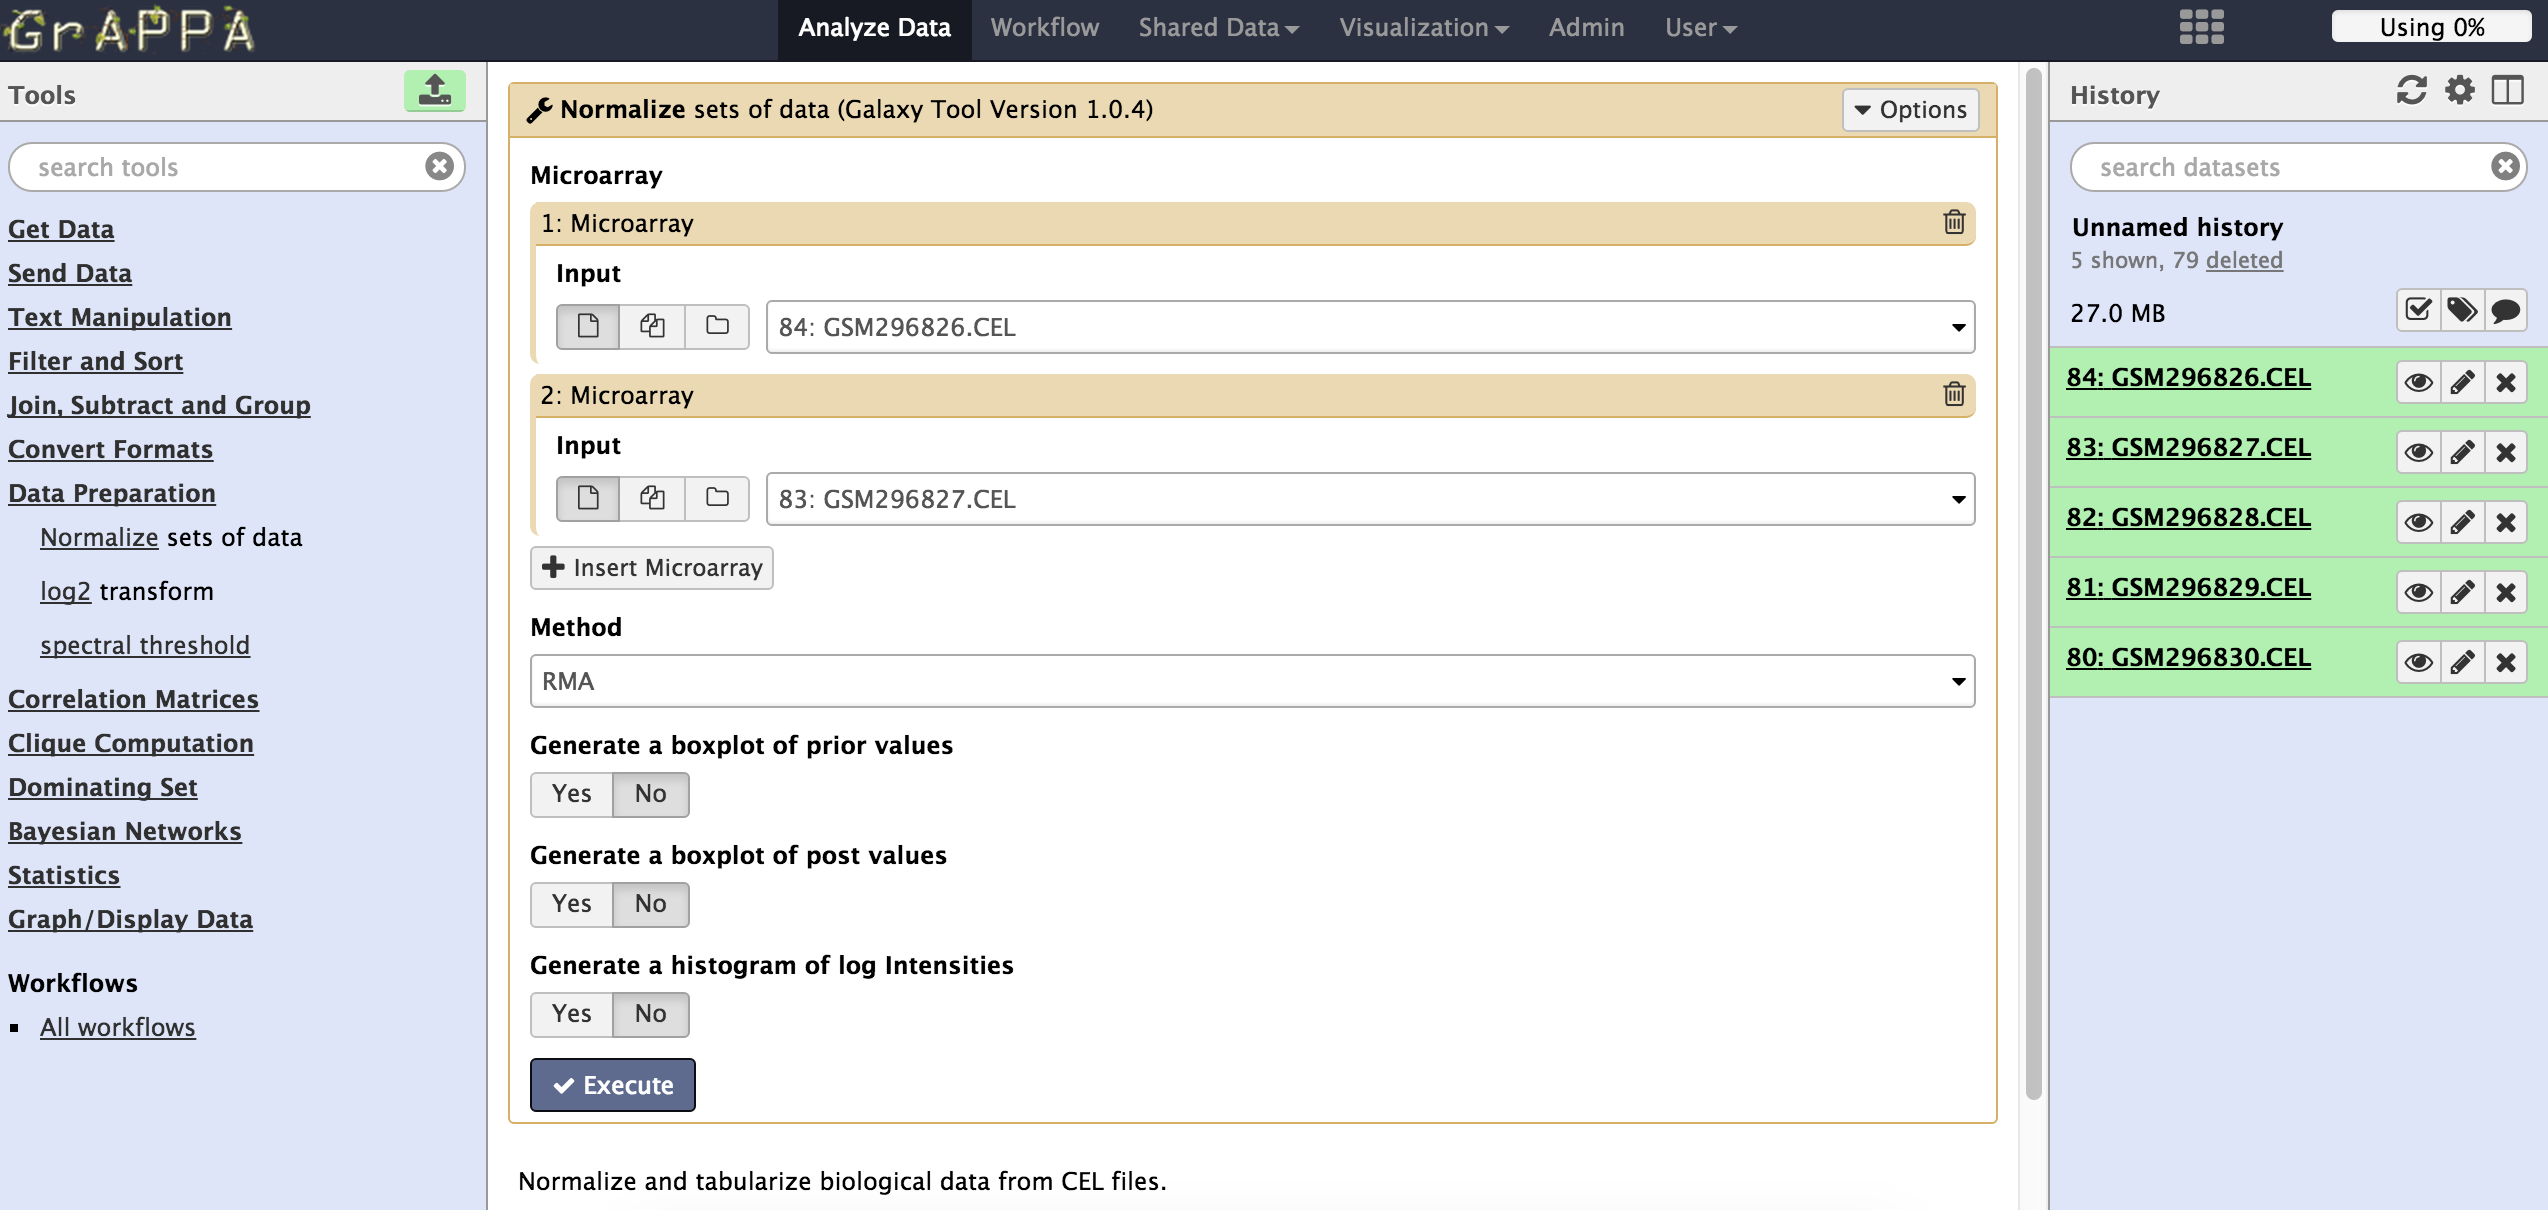 GrAPPA
Analyze Data Workflow Shared Data Visualization Admin User Using 0%
Tools
search tools
Get Data
Send Data
Text Manipulation
Filter and Sort
Join, Subtract and Group
Convert Formats
Data Preparation
Normalize sets of data
log2 transform
spectral threshold
Correlation Matrices
Clique Computation
Dominating Set
Bayesian Networks
Statistics
Graph/Display Data
Workflows
All workflows
Normalize sets of data (Galaxy Tool Version 1.0.4) Options
Microarray
1: Microarray
Input
84: GSM296826.CEL
2: Microarray
Input
83: GSM296827.CEL
Insert Microarray
Method
RMA
Generate a boxplot of prior values
Yes No
Generate a boxplot of post values
Yes No
Generate a histogram of log Intensities
Yes No
Execute
Normalize and tabularize biological data from CEL files.
History
search datasets
Unnamed history
5 shown, 79 deleted
27.0 MB
84: GSM296826.CEL
83: GSM296827.CEL
82: GSM296828.CEL
81: GSM296829.CEL
80: GSM296830.CEL